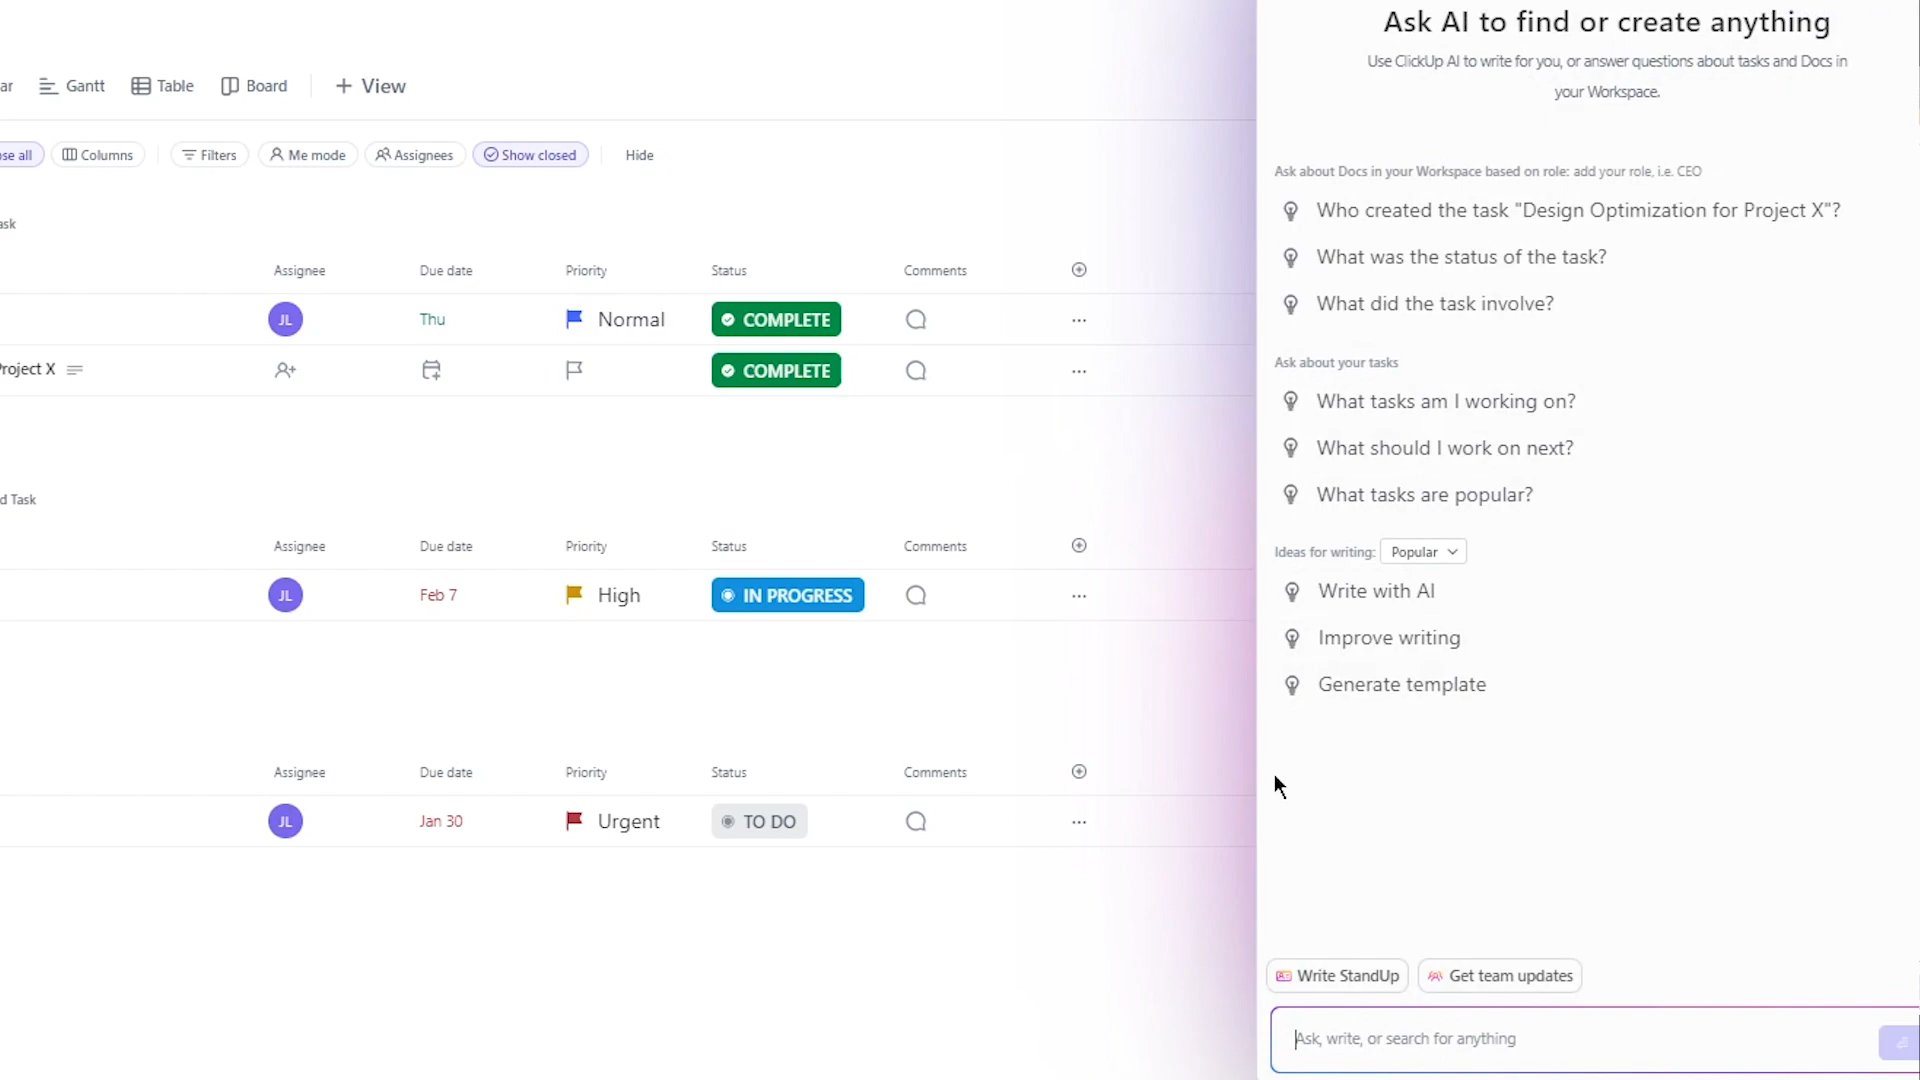 ar Gantt Table Board + View
se all Columns Filters Me mode Assignees Show closed Hide
ask
Assignee Due date Priority Status Comments
JL Thu Normal COMPLETE
Project X COMPLETE
d Task
Assignee Due date Priority Status Comments
JL Feb 7 High IN PROGRESS
Assignee Due date Priority Status Comments
JL Jan 30 Urgent TO DO
Ask AI to find or create anything
Use ClickUp AI to write for you, or answer questions about tasks and Docs in
your Workspace.
Ask about Docs in your Workspace based on role: add your role, i.e. CEO
Who created the task "Design Optimization for Project X"?
What was the status of the task?
What did the task involve?
Ask about your tasks
What tasks am I working on?
What should I work on next?
What tasks are popular?
Ideas for writing: Popular
Write with AI
Improve writing
Generate template
Write StandUp Get team updates
Ask, write, or search for anything